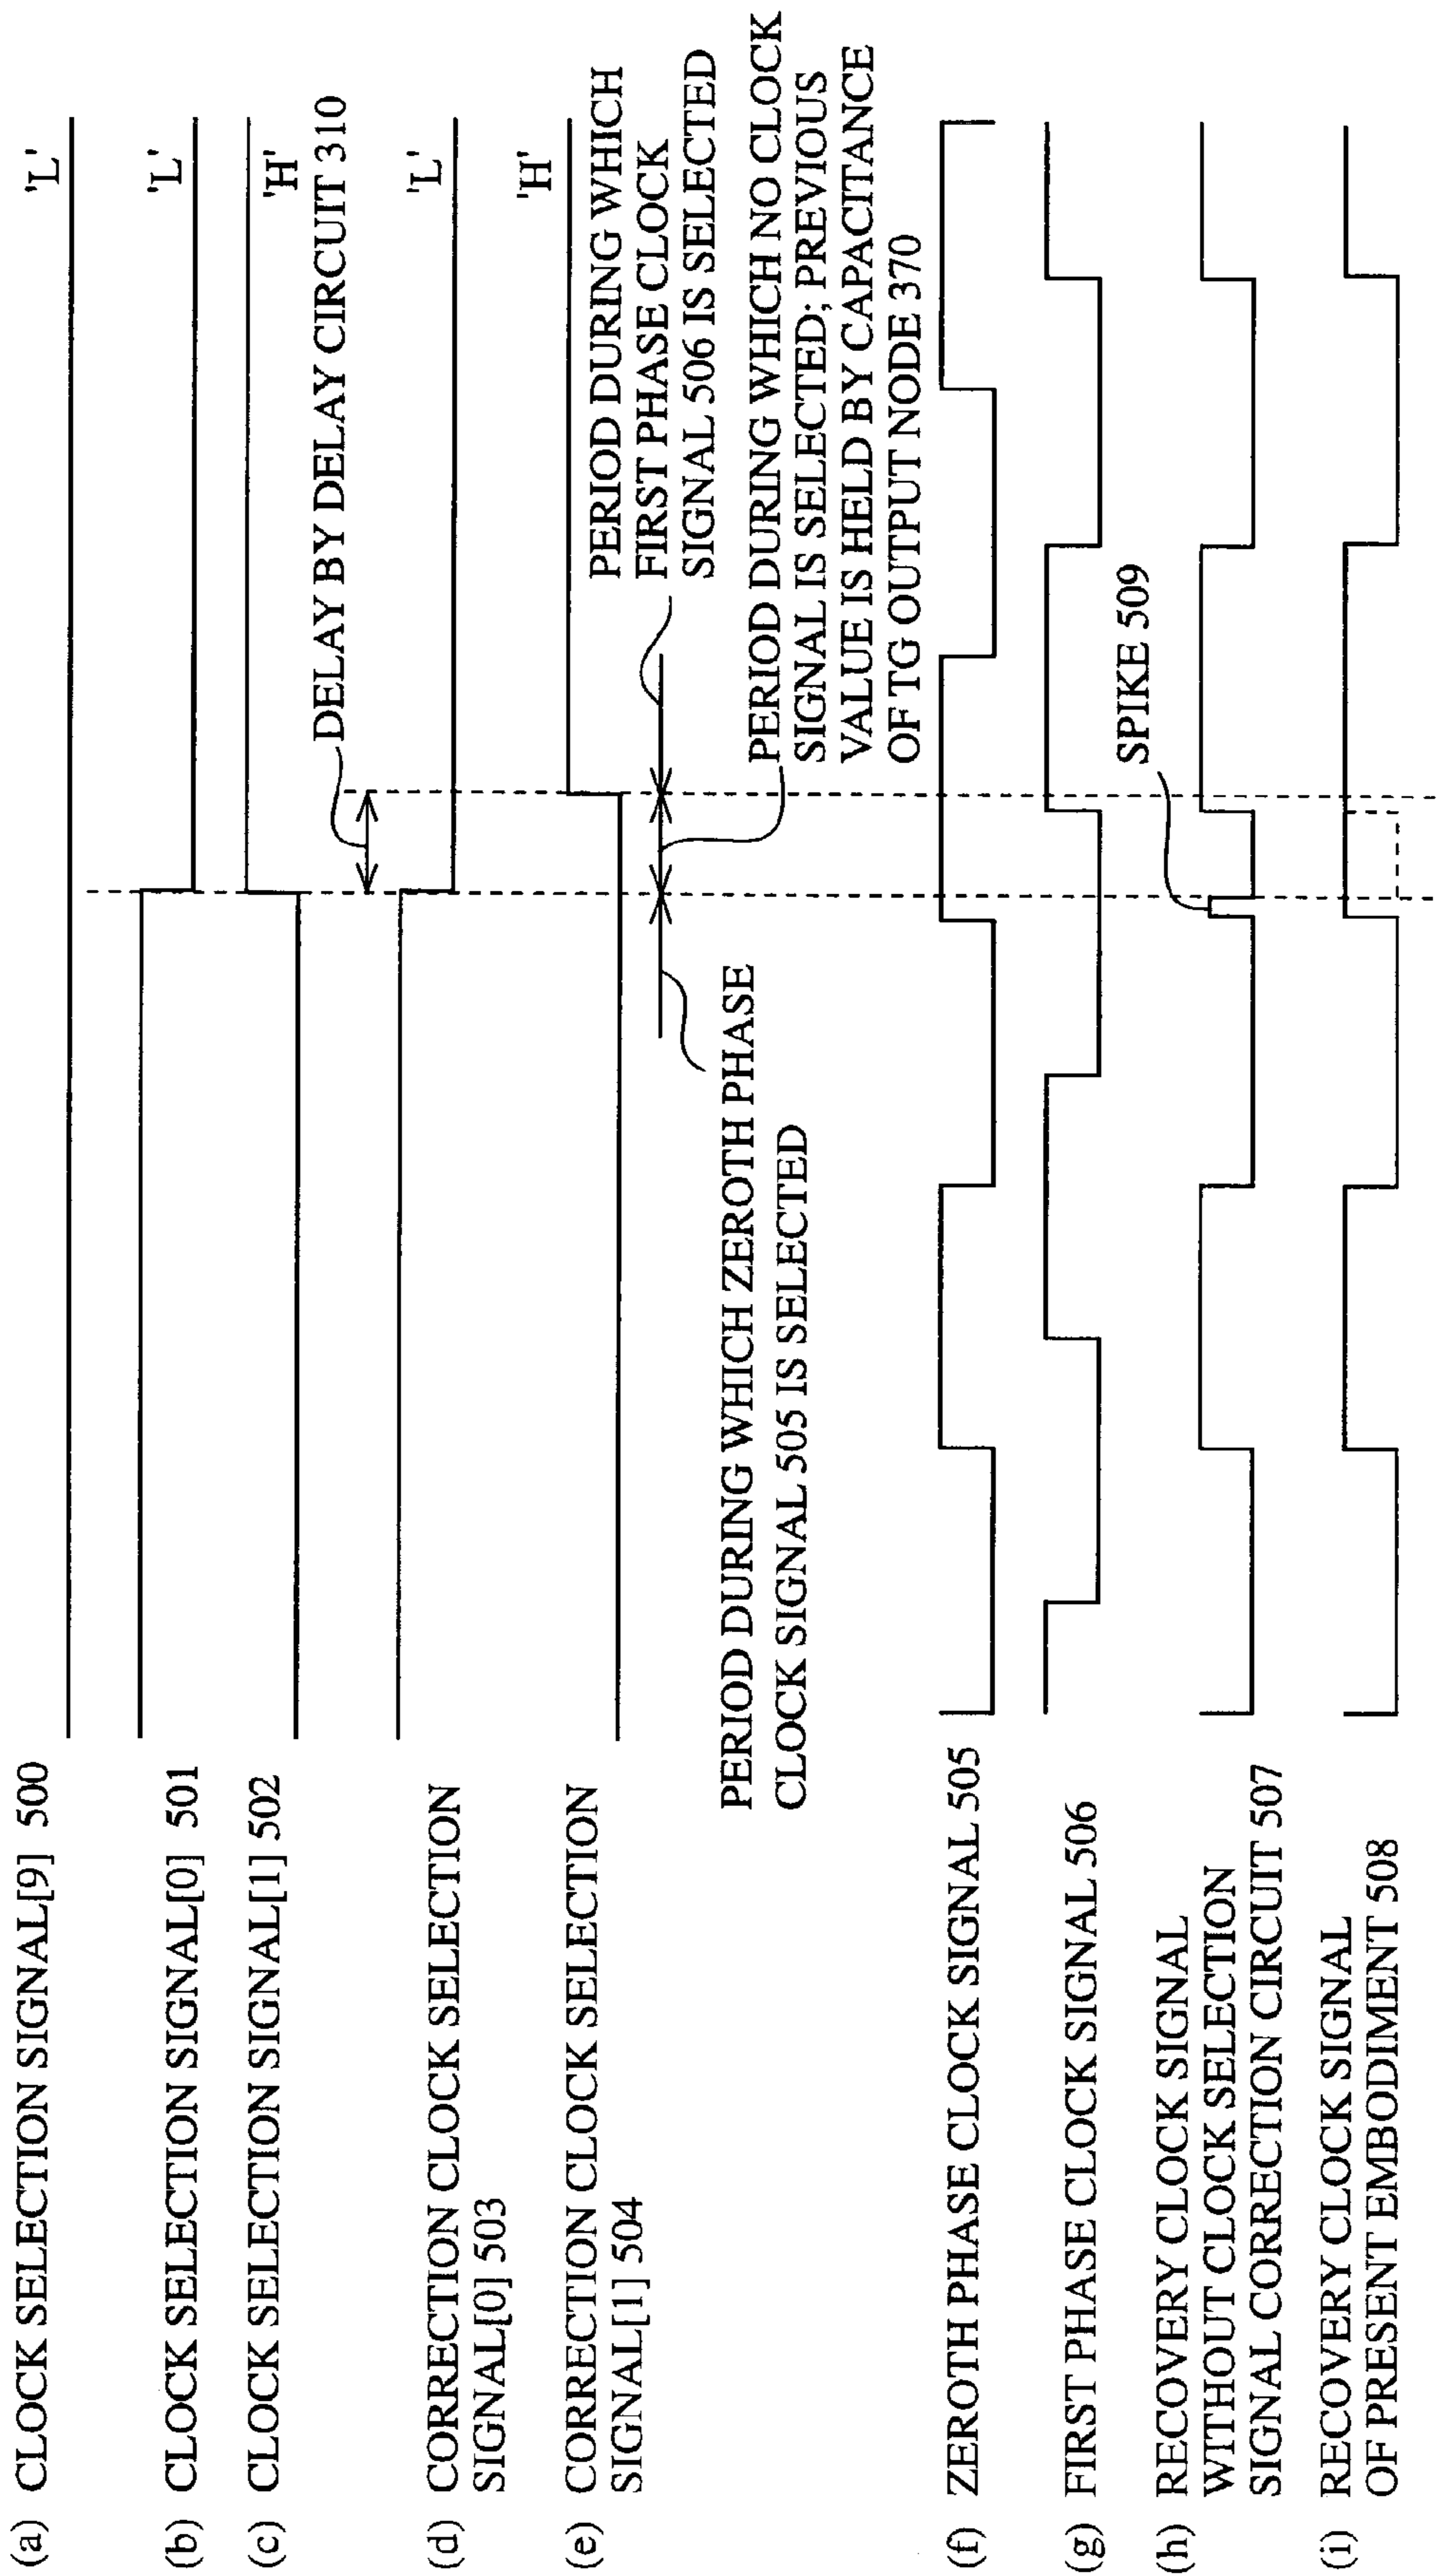 (a) CLOCK SELECTION SIGNAL[9] 500
'L'
(b) CLOCK SELECTION SIGNAL[0] 501
'L'
(c) CLOCK SELECTION SIGNAL[1] 502
'H'
DELAY BY DELAY CIRCUIT 310
(d) CORRECTION CLOCK SELECTION
SIGNAL[0] 503
'L'
(e) CORRECTION CLOCK SELECTION
SIGNAL[1] 504
'H'
PERIOD DURING WHICH
FIRST PHASE CLOCK
SIGNAL 506 IS SELECTED
PERIOD DURING WHICH ZEROTH PHASE
CLOCK SIGNAL 505 IS SELECTED
PERIOD DURING WHICH NO CLOCK
SIGNAL IS SELECTED; PREVIOUS
VALUE IS HELD BY CAPACITANCE
OF TG OUTPUT NODE 370
(f) ZEROTH PHASE CLOCK SIGNAL 505
(g) FIRST PHASE CLOCK SIGNAL 506
(h) RECOVERY CLOCK SIGNAL
WITHOUT CLOCK SELECTION
SIGNAL CORRECTION CIRCUIT 507
SPIKE 509
(i) RECOVERY CLOCK SIGNAL
OF PRESENT EMBODIMENT 508